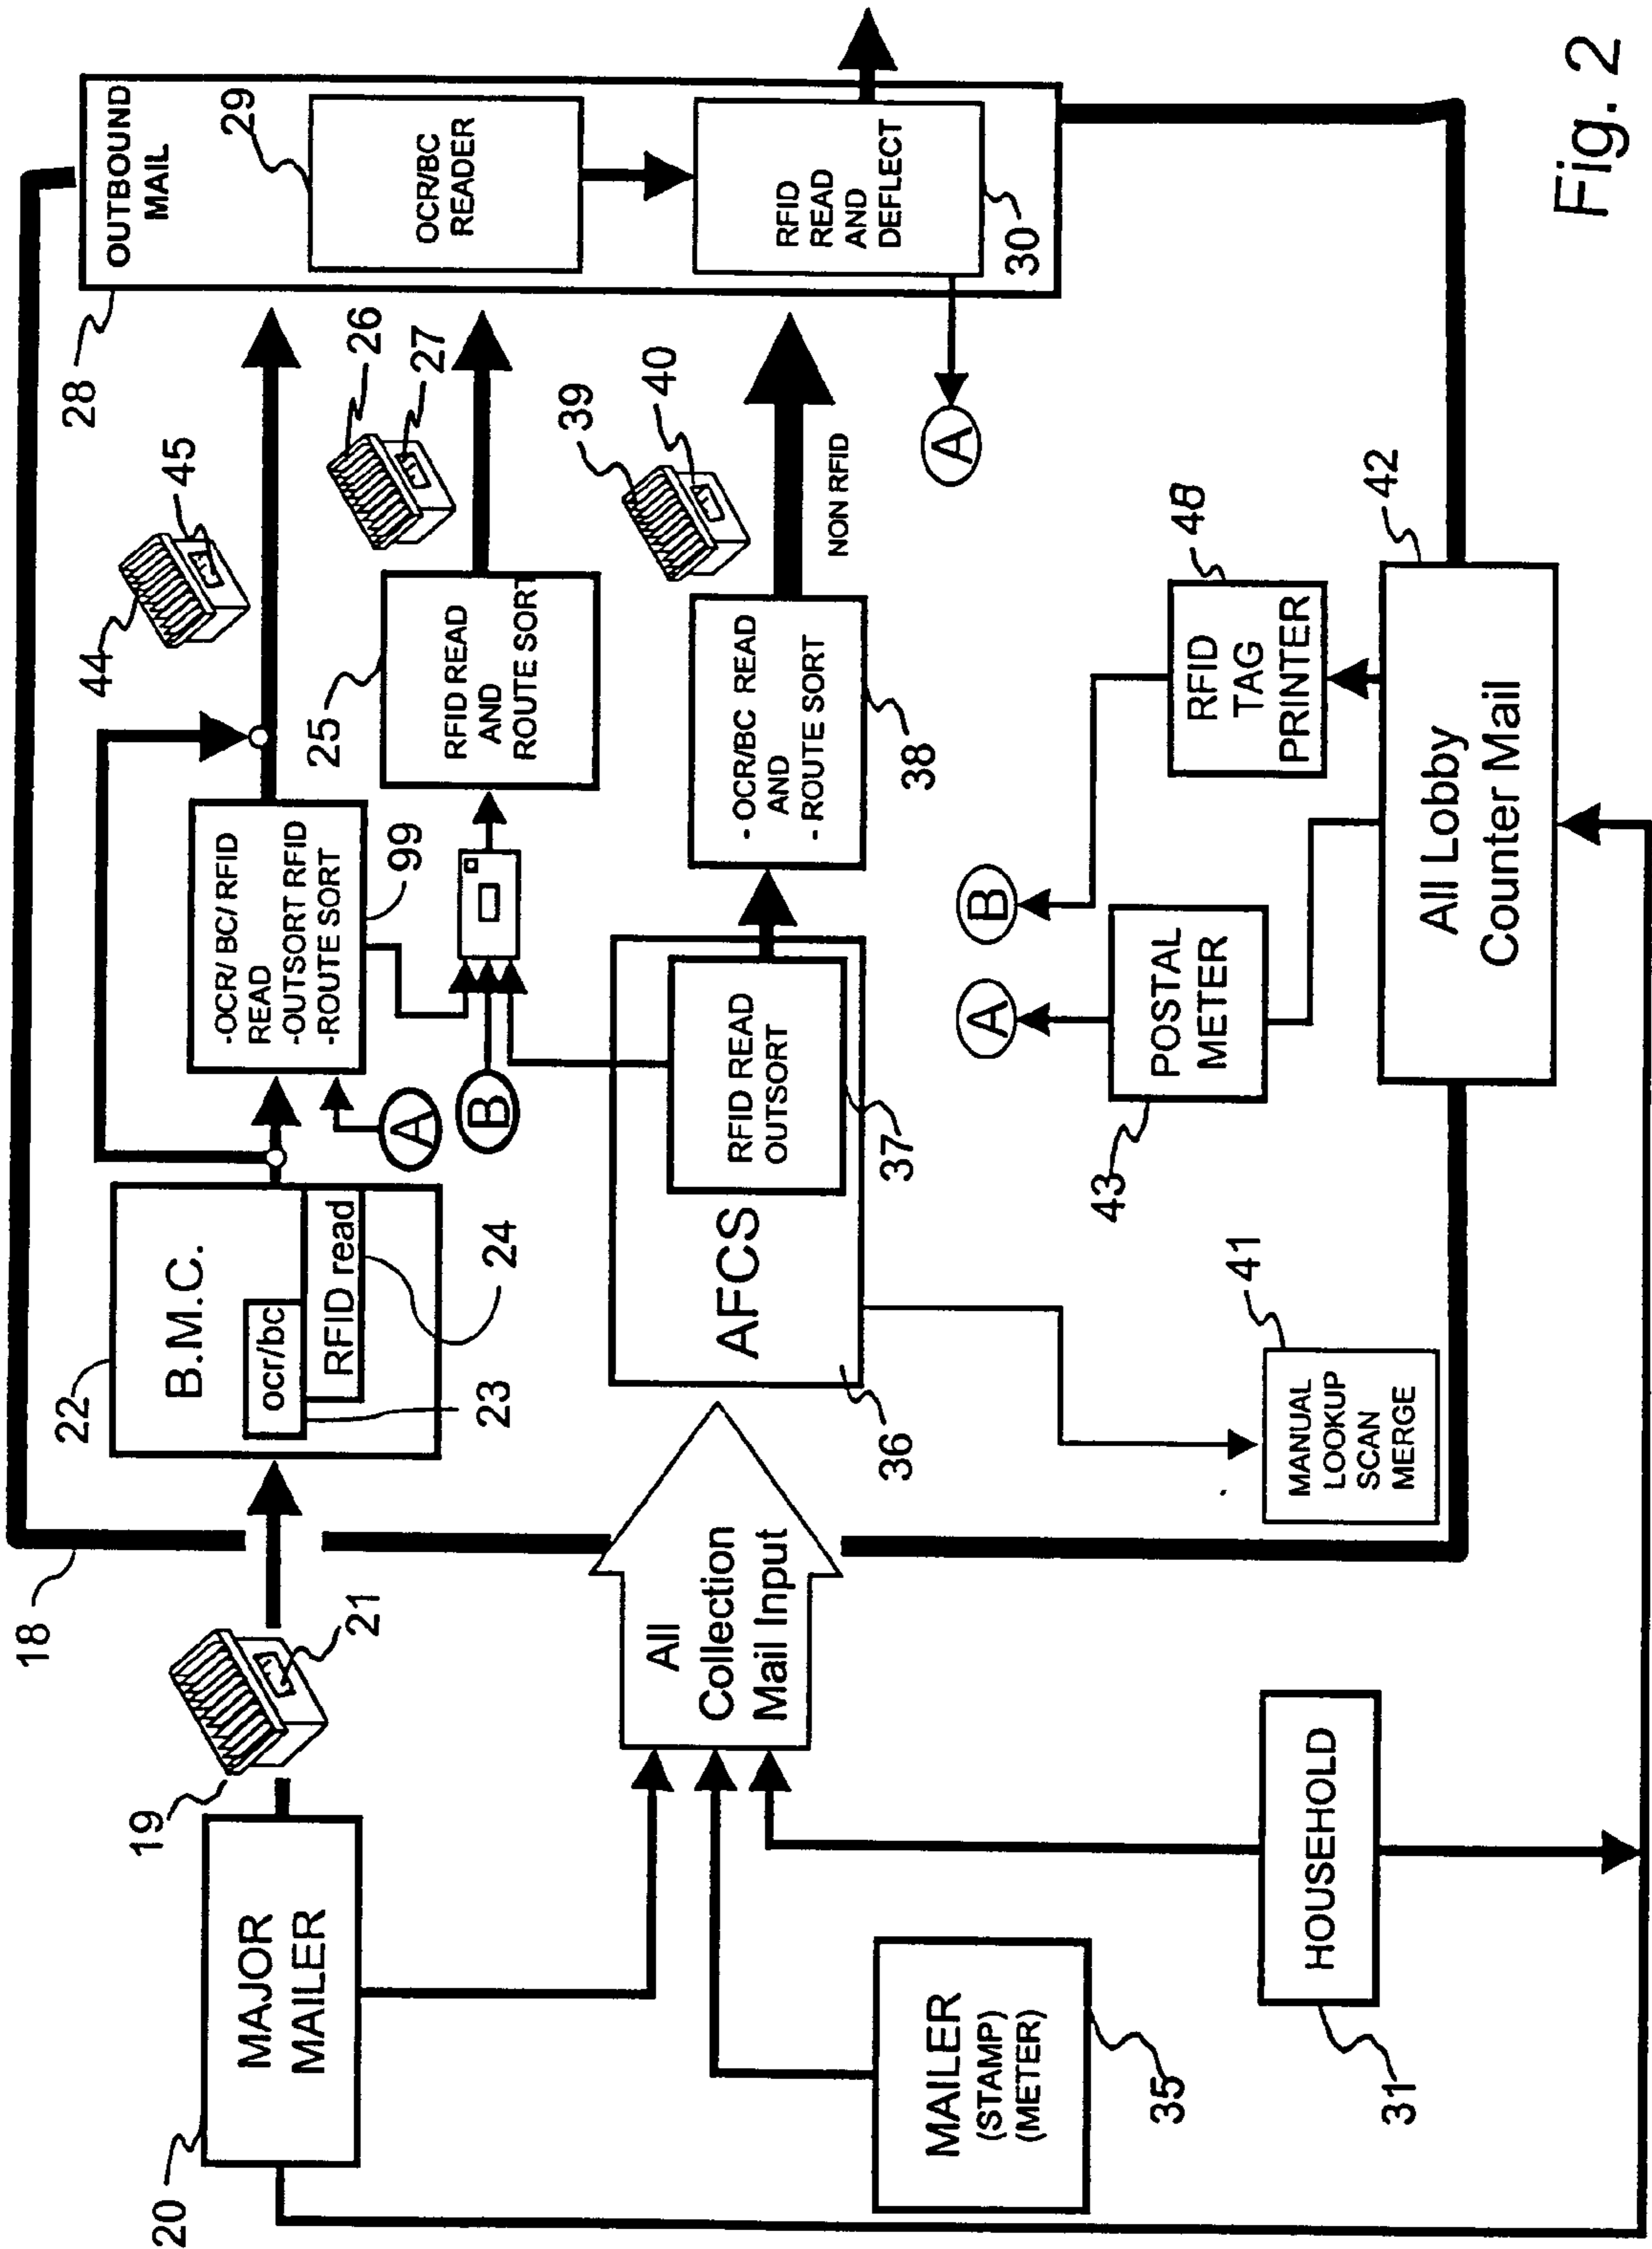 18
28
OUTBOUND
MAIL
29
OCR/BC
READER
RFID
READ
AND
DEFLECT
30
A
22
B.M.C.
ocr/bc
RFID read
23
24
-OCR/ BC/ RFID
READ
-OUTSORT RFID
-ROUTE SORT
99
A
B
44
45
25
RFID READ
AND
ROUTE SORT
26
27
20
MAJOR
MAILER
19
21
All
Collection
Mail Input
36
AFCS
RFID READ
OUTSORT
37
- OCR/BC READ
AND
- ROUTE SORT
38
39
40
NON RFID
MAILER
(STAMP)
(METER)
35
HOUSEHOLD
31
41
MANUAL
LOOKUP
SCAN
MERGE
43
POSTAL
METER
A
B
RFID
TAG
PRINTER
48
All Lobby
Counter Mail
42
Fig. 2